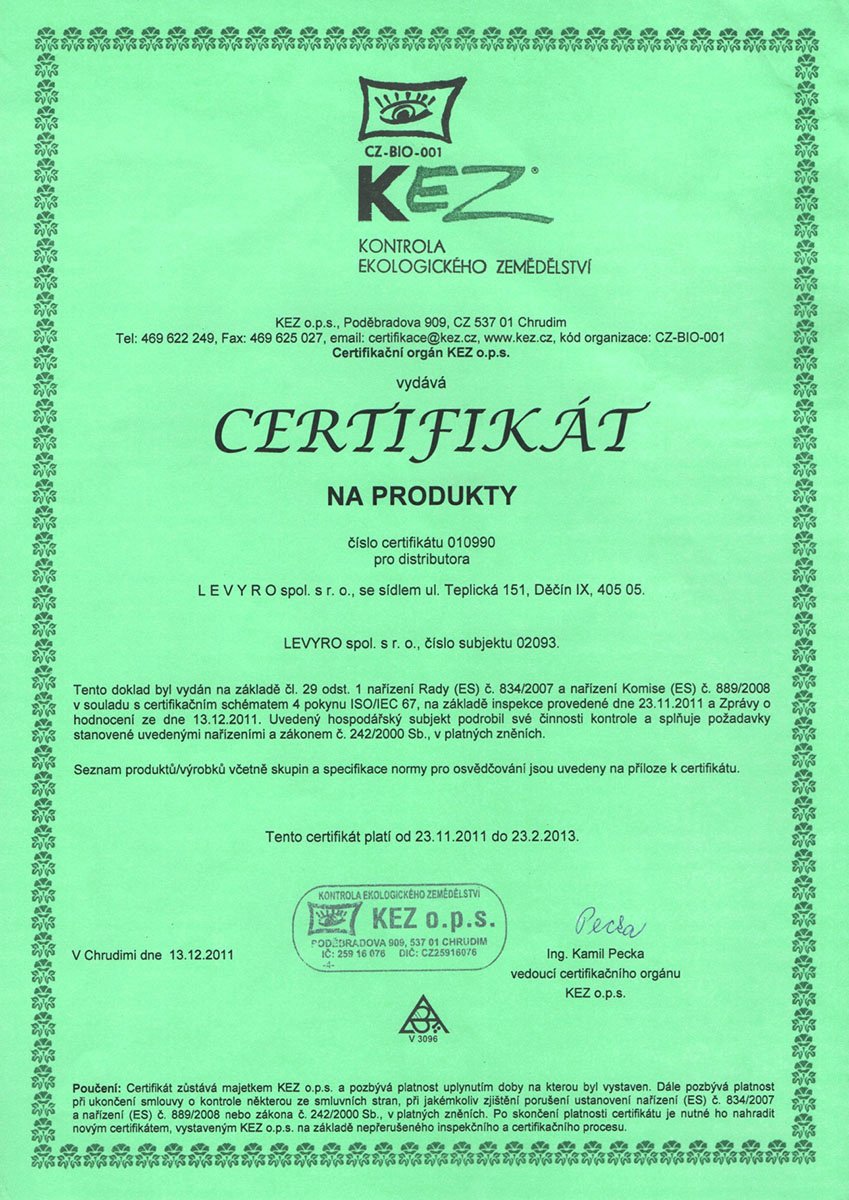 CZ-BIO-001
KEZ®
KONTROLA
EKOLOGICKÉHO ZEMĚDĚLSTVÍ
KEZ o.p.s., Poděbradova 909, CZ 537 01 Chrudim
Tel: 469 622 249, Fax: 469 625 027, email: certifikace@kez.cz, www.kez.cz, kód organizace: CZ-BIO-001
Certifikační orgán KEZ o.p.s.
vydává
CERTIFIKÁT
NA PRODUKTY
číslo certifikátu 010990
pro distributora
L E V Y R O spol. s r. o., se sídlem ul. Teplická 151, Děčín IX, 405 05.
LEVYRO spol. s r. o., číslo subjektu 02093.
Tento doklad byl vydán na základě čl. 29 odst. 1 nařízení Rady (ES) č. 834/2007 a nařízení Komise (ES) č. 889/2008
v souladu s certifikačním schématem 4 pokynu ISO/IEC 67, na základě inspekce provedené dne 23.11.2011 a Zprávy o
hodnocení ze dne 13.12.2011. Uvedený hospodářský subjekt podrobil své činnosti kontrole a splňuje požadavky
stanovené uvedenými nařízeními a zákonem č. 242/2000 Sb., v platných zněních.
Seznam produktů/výrobků včetně skupin a specifikace normy pro osvědčování jsou uvedeny na příloze k certifikátu.
Tento certifikát platí od 23.11.2011 do 23.2.2013.
KONTROLA EKOLOGICKÉHO ZEMĚDĚLSTVÍ
KEZ o.p.s.
PODĚBRADOVA 909, 537 01 CHRUDIM
IČ: 259 16 076 DIČ: CZ25916076
-4-
V Chrudimi dne 13.12.2011
Pecka
Ing. Kamil Pecka
vedoucí certifikačního orgánu
KEZ o.p.s.
V 3096
Poučení: Certifikát zůstává majetkem KEZ o.p.s. a pozbývá platnost uplynutím doby na kterou byl vystaven. Dále pozbývá platnost
při ukončení smlouvy o kontrole některou ze smluvních stran, při jakémkoliv zjištění porušení ustanovení nařízení (ES) č. 834/2007
a nařízení (ES) č. 889/2008 nebo zákona č. 242/2000 Sb., v platných zněních. Po skončení platnosti certifikátu je nutné ho nahradit
novým certifikátem, vystaveným KEZ o.p.s. na základě nepřerušeného inspekčního a certifikačního procesu.